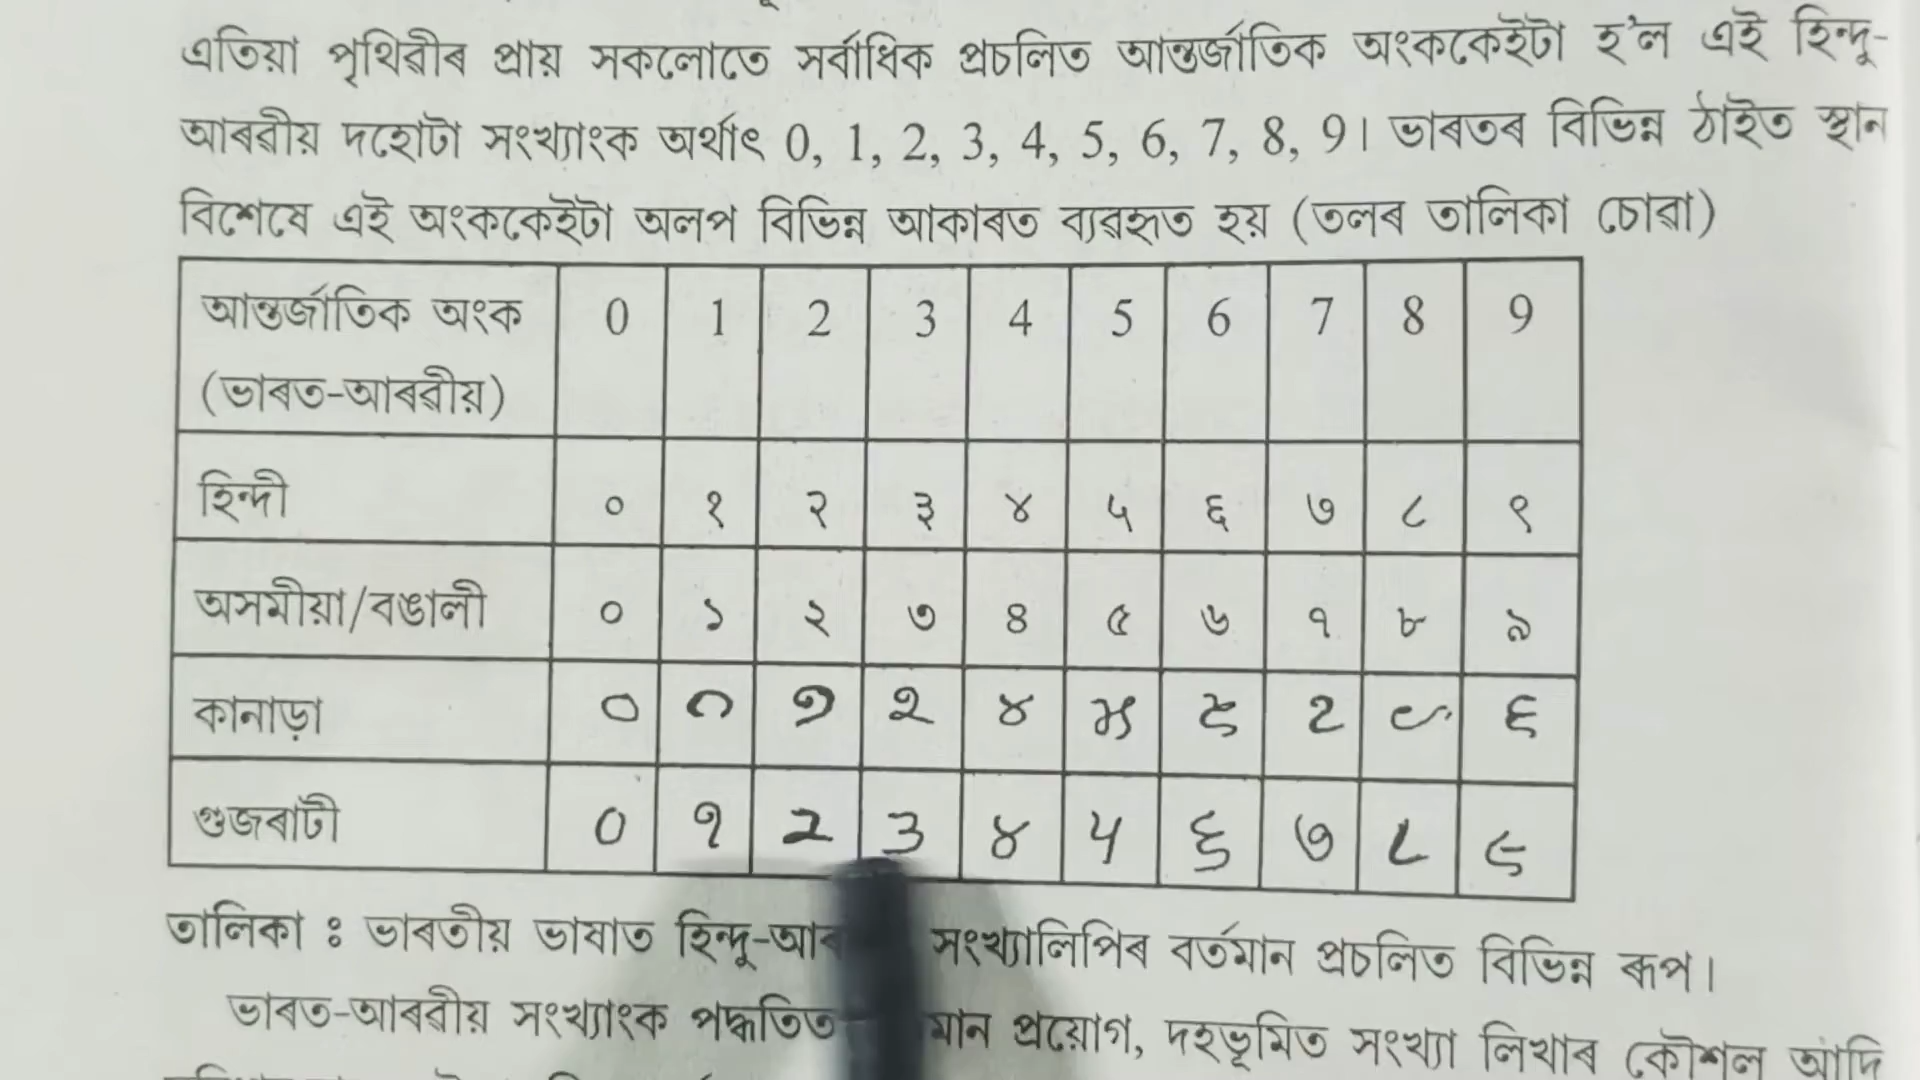 এতিয়া পৃথিৱীৰ প্ৰায় সকলোতে সৰ্বাধিক প্ৰচলিত আন্তৰ্জাতিক অংককেইটা হ'ল এই হিন্দু-
আৰৱীয় দহোটা সংখ্যাংক অৰ্থাৎ 0, 1, 2, 3, 4, 5, 6, 7, 8, 9। ভাৰতৰ বিভিন্ন ঠাইত স্থান
বিশেষে এই অংককেইটা অলপ বিভিন্ন আকাৰত ব্যৱহৃত হয় (তলৰ তালিকা চোৱা)
আন্তৰ্জাতিক অংক 0 1 2 3 4 5 6 7 8 9
(ভাৰত-আৰৱীয়)
হিন্দী ० १ २ ३ ४ ५ ६ ७ ८ ९
অসমীয়া/বঙালী ০ ১ ২ ৩ ৪ ৫ ৬ ৭ ৮ ৯
কানাড়া ೦ ೧ ೨ ೩ ೪ ೫ ೬ ೭ ೮ ೯
গুজৰাটী ૦ ૧ ૨ ૩ ૪ ૫ ૬ ૭ ૮ ૯
তালিকা ঃ ভাৰতীয় ভাষাত হিন্দু- সংখ্যালিপিৰ বৰ্তমান প্ৰচলিত বিভিন্ন ৰূপ।
ভাৰত-আৰৱীয় সংখ্যাংক পদ্ধতিত প্ৰয়োগ, দহভূমিত সংখ্যা লিখাৰ কৌশল আদি